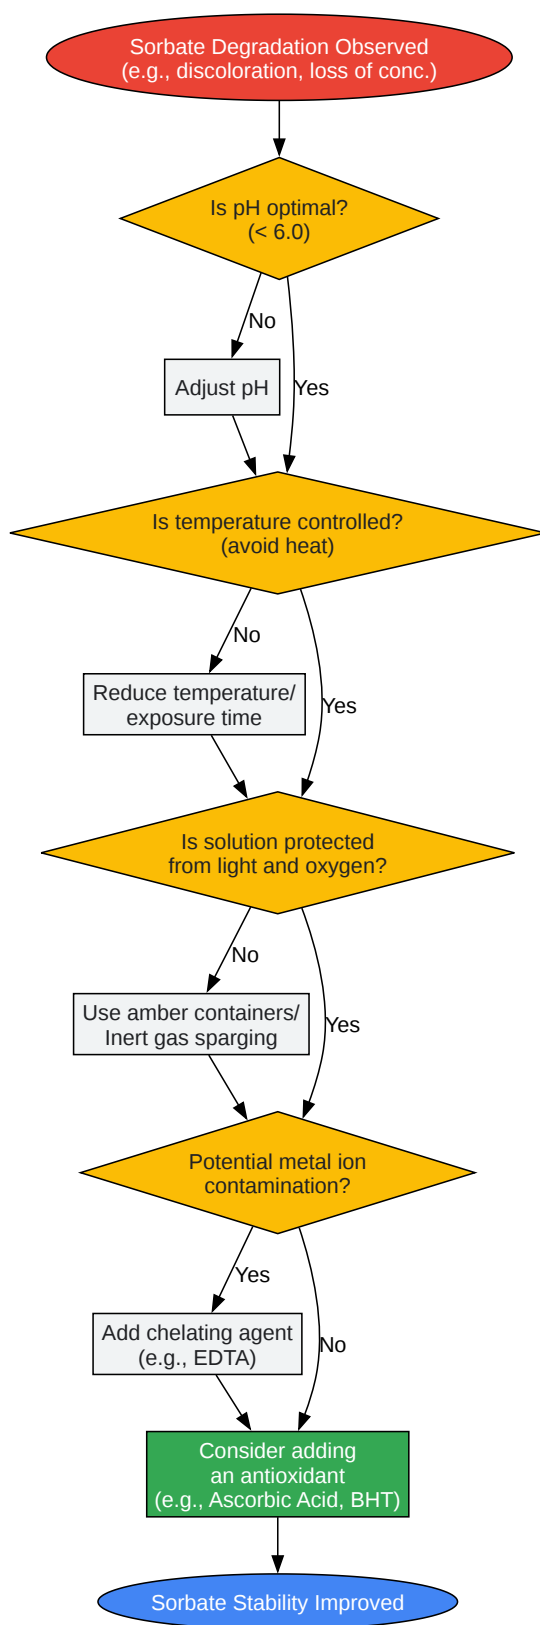 Sorbate Degradation Observed
(e.g., discoloration, loss of conc.)
Is pH optimal?
(< 6.0)
No
Adjust pH
Yes
Is temperature controlled?
(avoid heat)
No
Reduce temperature/
exposure time
Yes
Is solution protected
from light and oxygen?
No
Use amber containers/
Inert gas sparging
Yes
Potential metal ion
contamination?
Yes
Add chelating agent
(e.g., EDTA)
No
Consider adding
an antioxidant
(e.g., Ascorbic Acid, BHT)
Sorbate Stability Improved